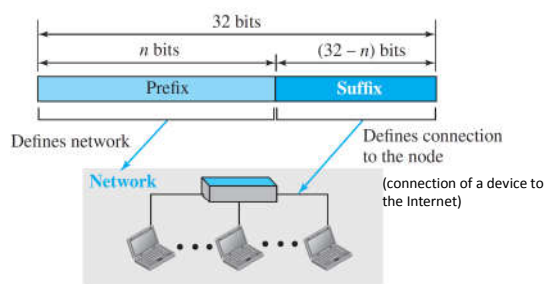 32 bits
n bits
(32 – n) bits
Prefix
Suffix
Defines network
Defines connection
to the node
Network
(connection of a device to
the Internet)